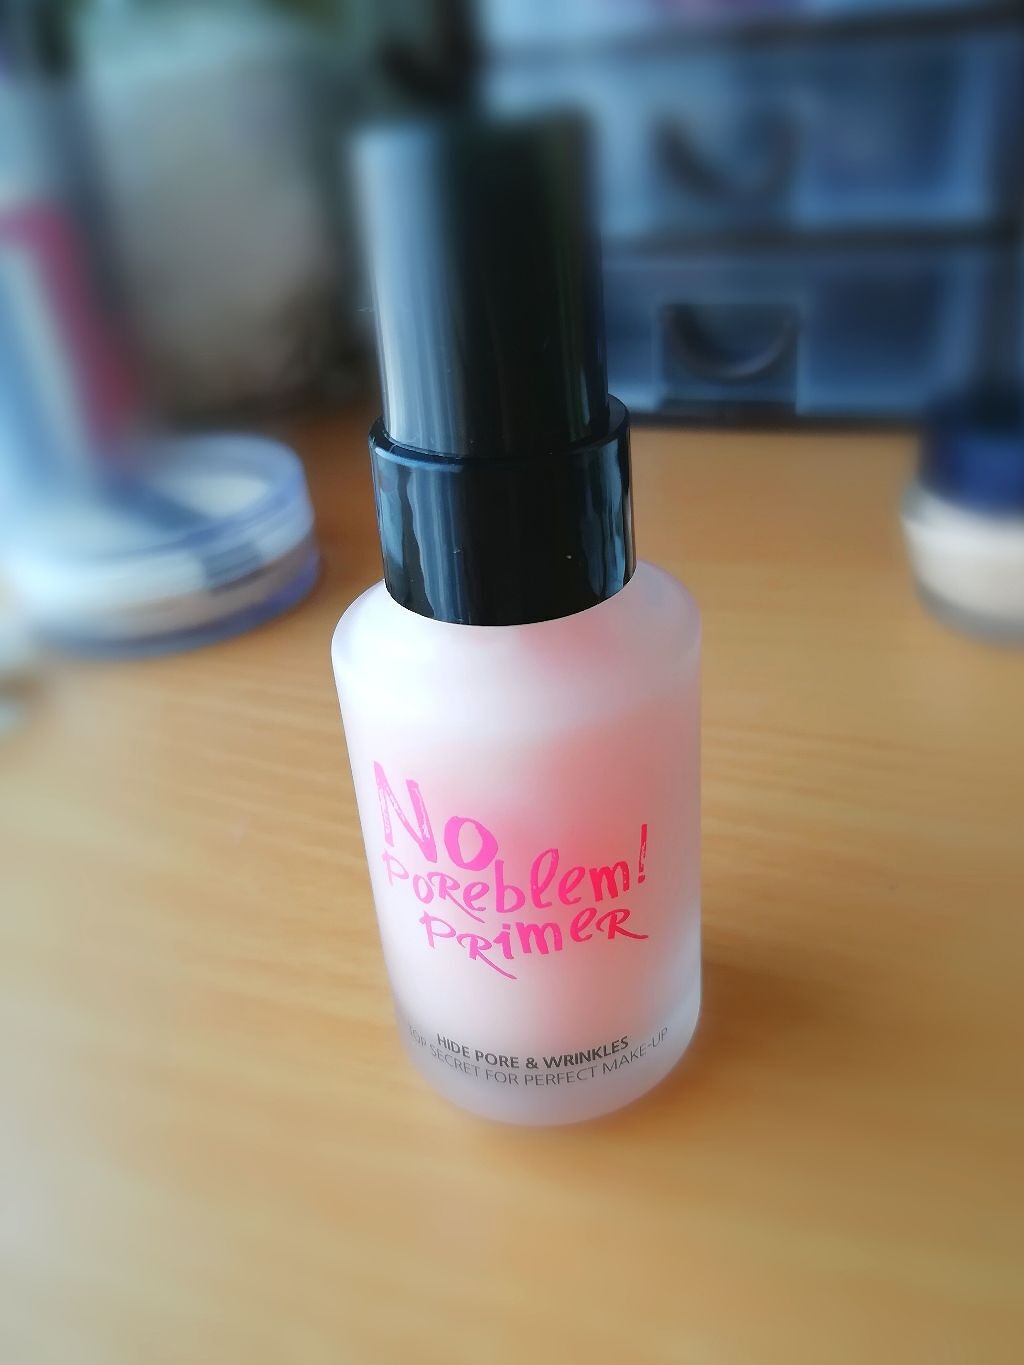 No
POReblem!
PRimeR
HIDE PORE & WRINKLES
TOP SECRET FOR PERFECT MAKE-UP